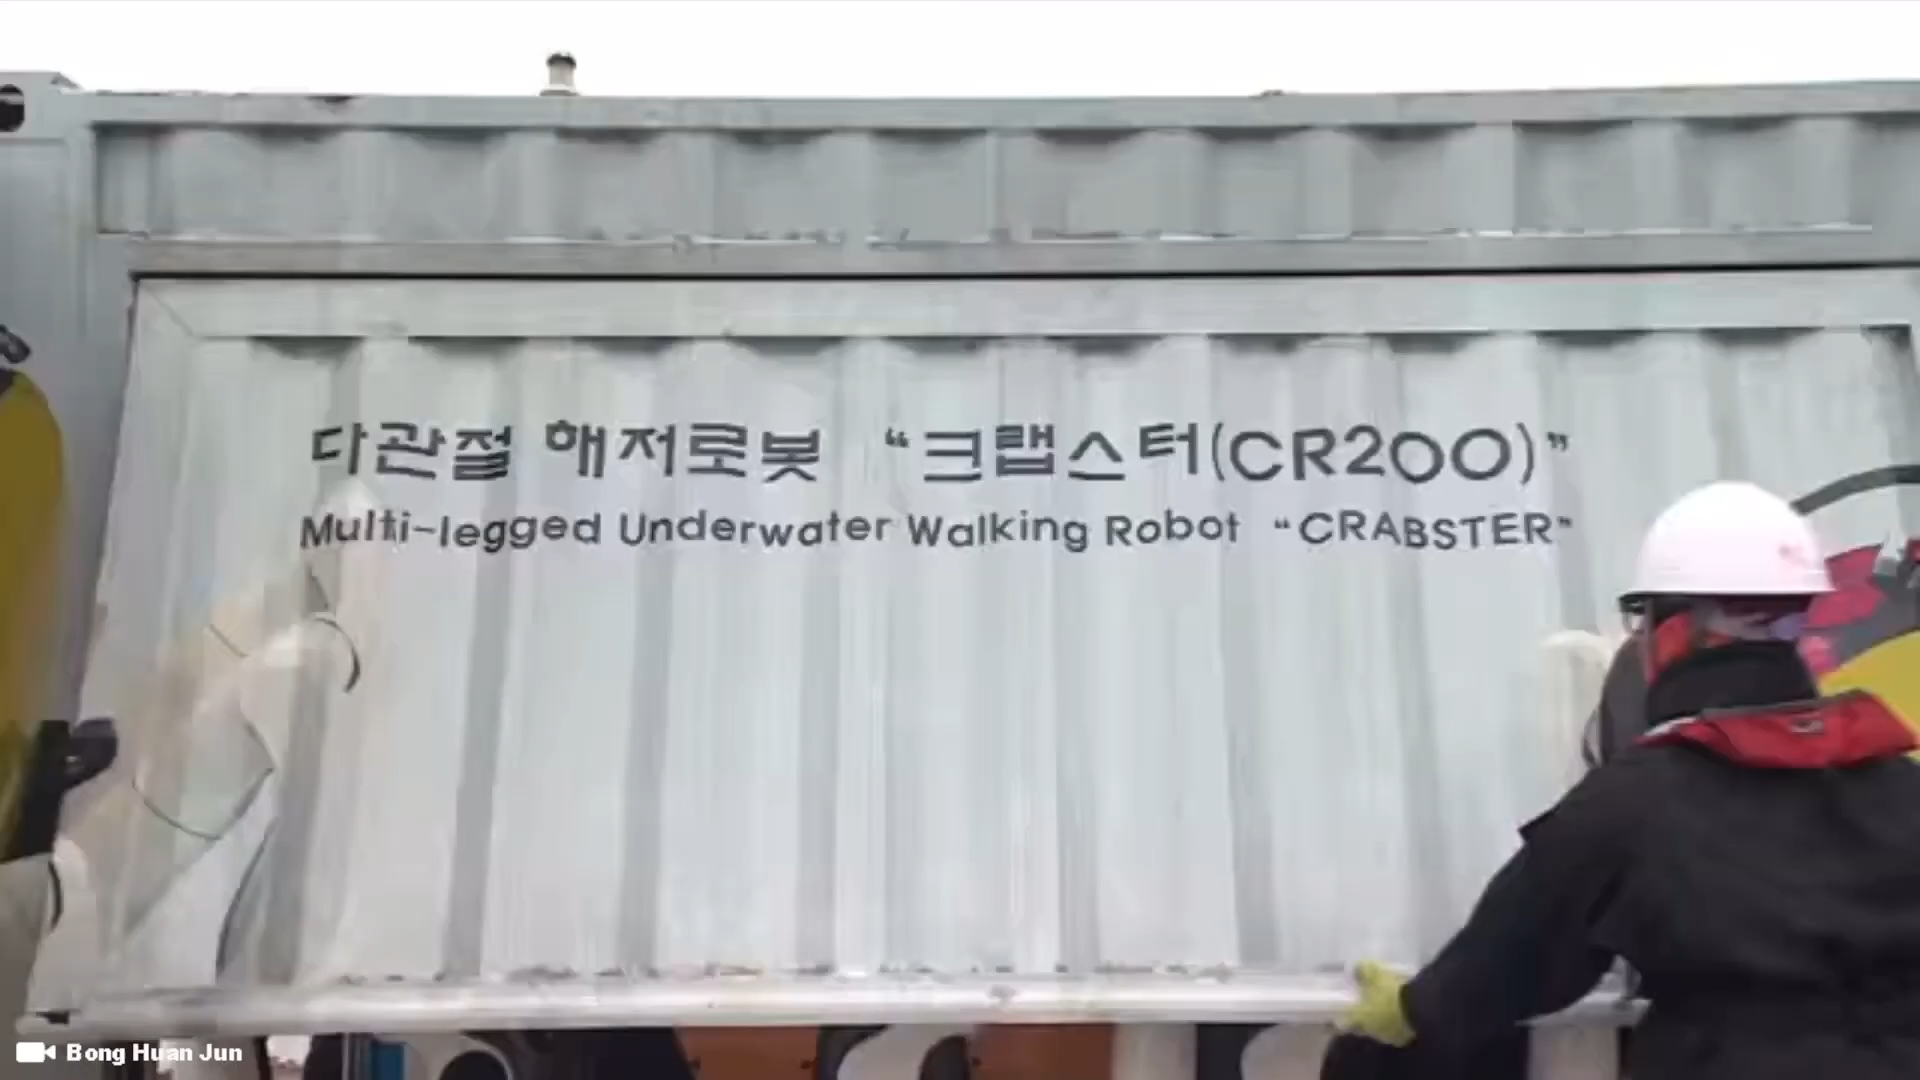 다관절 해저로봇 “크랩스터(CR200)”
Multi-legged Underwater Walking Robot “CRABSTER”
Bong Huan Jun